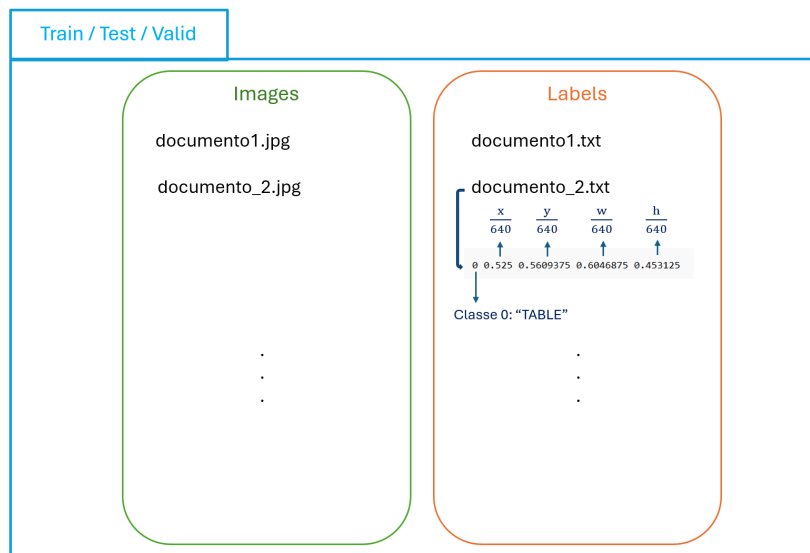 Train / Test / Valid
Images
documento1.jpg
documento_2.jpg
.
.
.
Labels
documento1.txt
documento_2.txt
x/640 y/640 w/640 h/640
0 0.525 0.5609375 0.6046875 0.453125
Classe 0: “TABLE”
.
.
.